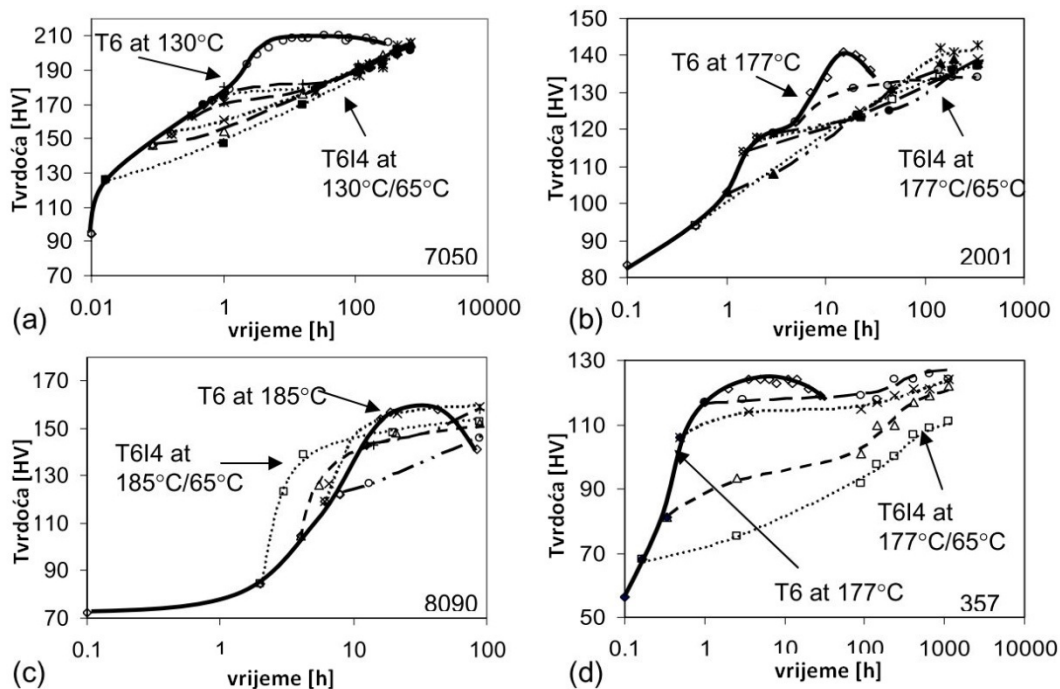 210
190
170
150
130
110
90
70
Tvrdoća [HV]
T6 at 130°C
T6I4 at
130°C/65°C
7050
0.01
1
100
10000
(a)
vrijeme [h]
150
140
130
120
110
100
90
80
Tvrdoća [HV]
T6 at 177°C
T6I4 at
177°C/65°C
2001
0.1
1
10
100
1000
(b)
vrijeme [h]
170
150
130
110
90
70
Tvrdoća [HV]
T6 at 185°C
T6I4 at
185°C/65°C
8090
0.1
1
10
100
(c)
vrijeme [h]
130
110
90
70
50
Tvrdoća [HV]
T6I4 at
177°C/65°C
T6 at 177°C
357
0.1
1
10
100
1000
10000
(d)
vrijeme [h]